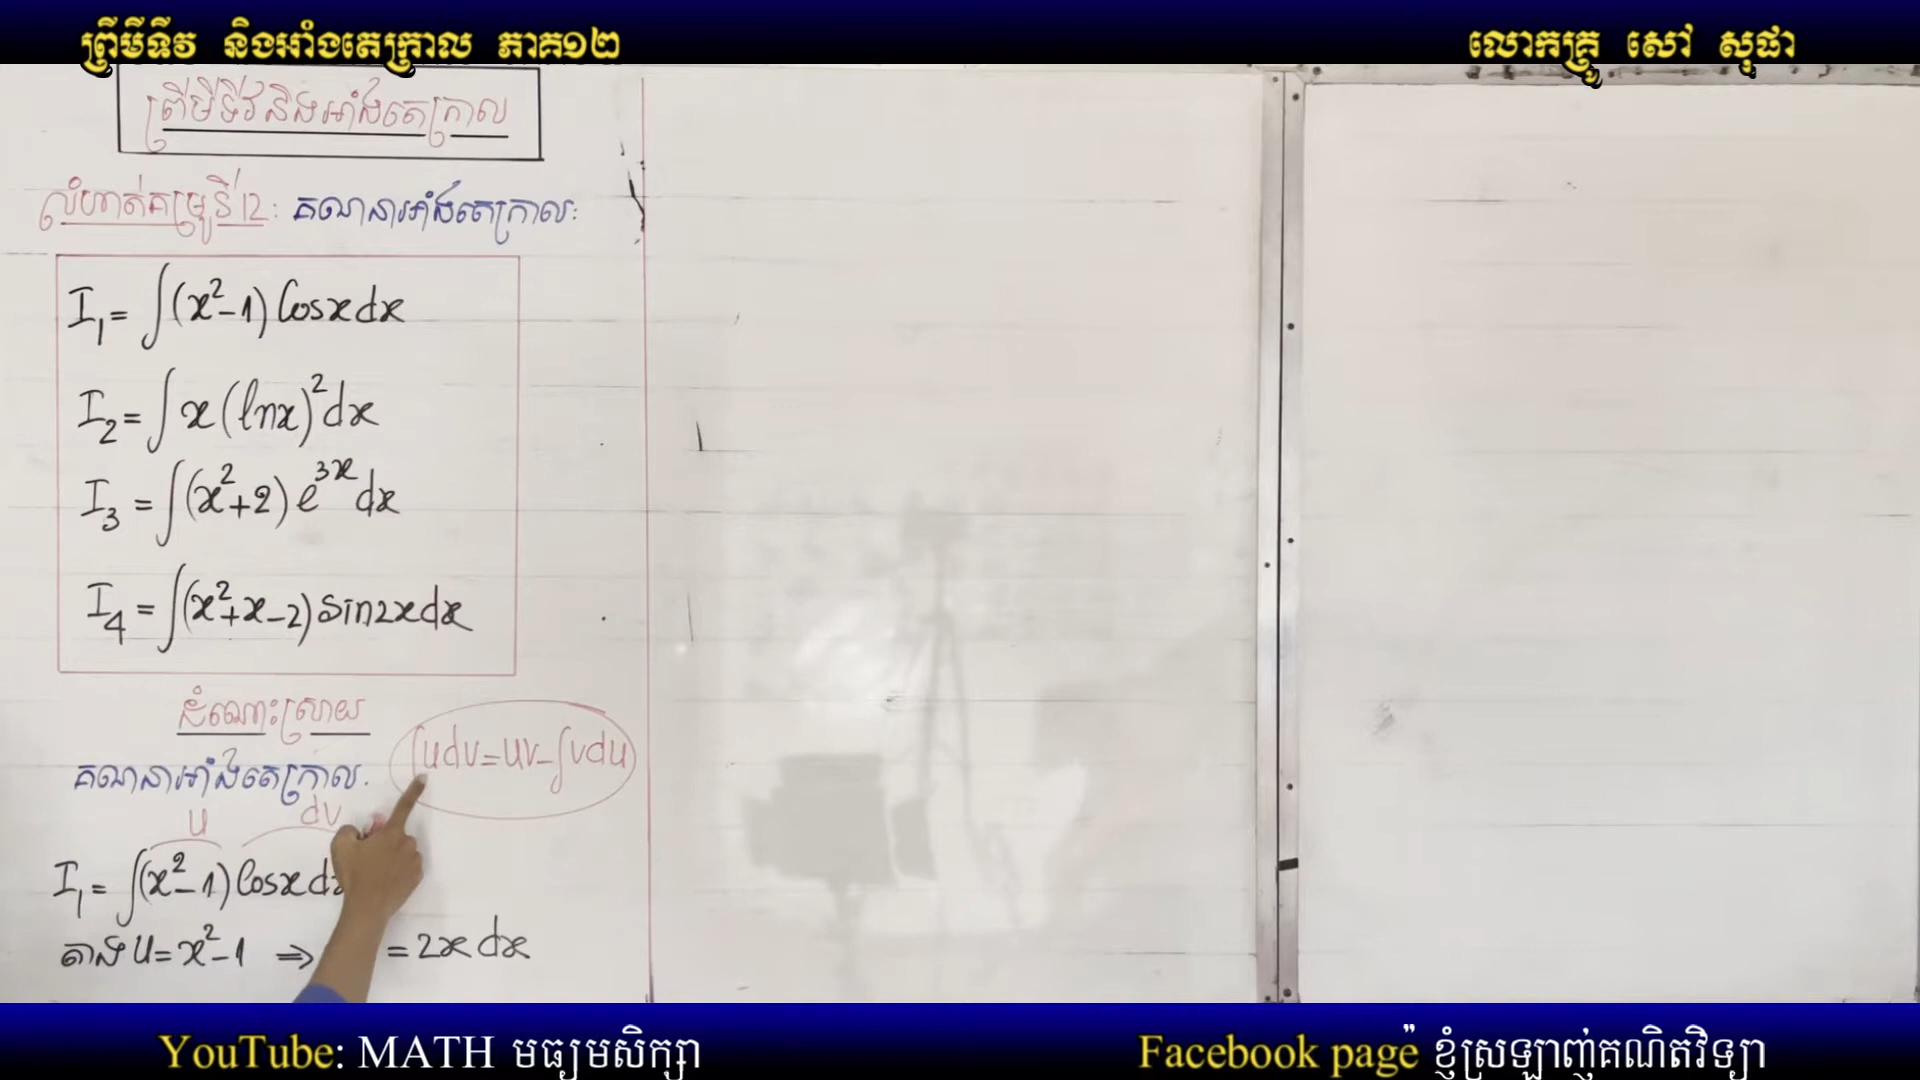 ព្រីមីទីវ និងអាំងតេក្រាល ភាគ១២
លោកគ្រូ សៅ សុផា
ព្រីមីទីវនិងអាំងតេក្រាល
លំហាត់គម្រូទី12: គណនាអាំងតេក្រាល:
I₁= ∫(x²-1) Cosx dx
I₂= ∫ x (lnx)² dx
I₃ = ∫(x²+2) e³ˣ dx
I₄ = ∫(x²+x-2) sin2x dx
ដំណោះស្រាយ
∫udv=uv-∫vdu
គណនាអាំងតេក្រាល.
u dv
I₁= ∫(x²-1) Cosx dx
តាង u= x²-1 ⇒ = 2x dx
YouTube: MATH មធ្យមសិក្សា
Facebook page ៉ ខ្ញុំស្រឡាញ់គណិតវិទ្យា